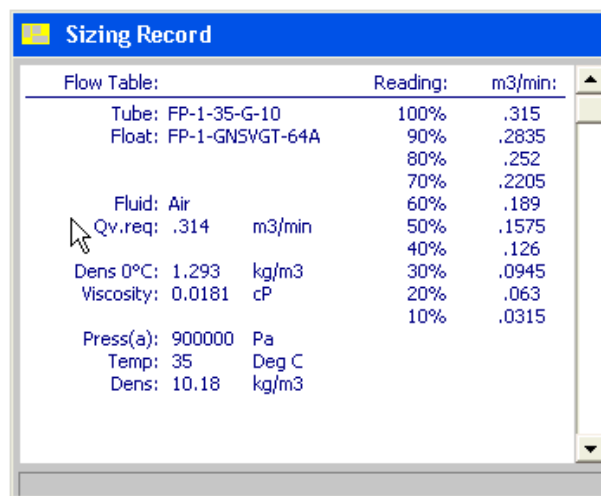 Sizing Record
Flow Table: Reading: m3/min:
Tube: FP-1-35-G-10 100% .315
Float: FP-1-GNSVGT-64A 90% .2835
80% .252
70% .2205
Fluid: Air 60% .189
Qv.req: .314 m3/min 50% .1575
40% .126
Dens 0°C: 1.293 kg/m3 30% .0945
Viscosity: 0.0181 cP 20% .063
10% .0315
Press(a): 900000 Pa
Temp: 35 Deg C
Dens: 10.18 kg/m3